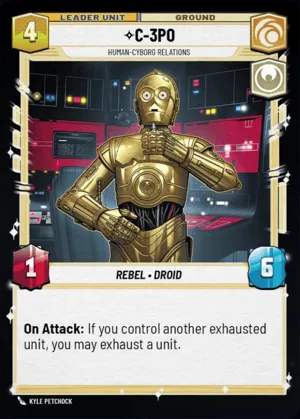 4
LEADER UNIT
GROUND
✧C-3PO
HUMAN-CYBORG RELATIONS
1
REBEL • DROID
6
On Attack: If you control another exhausted
unit, you may exhaust a unit.
KYLE PETCHOCK